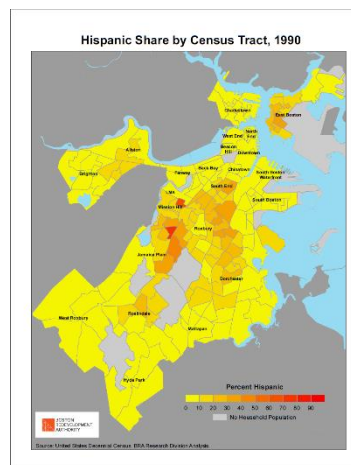 Hispanic Share by Census Tract, 1990
Charlestown
East Boston
North
End
West End
Beacon
Hill
Downtown
Allston
Brighton
Fenway
Back Bay
Chinatown
South Boston
Waterfront
South End
LMA
Mission Hill
South Boston
Roxbury
Jamaica Plain
Dorchester
West Roxbury
Roslindale
Mattapan
Hyde Park
Percent Hispanic
0 10 20 30 40 50 60 70 80 90
No Household Population
BOSTON
REDEVELOPMENT
AUTHORITY
Source: United States Decennial Census, BRA Research Division Analysis